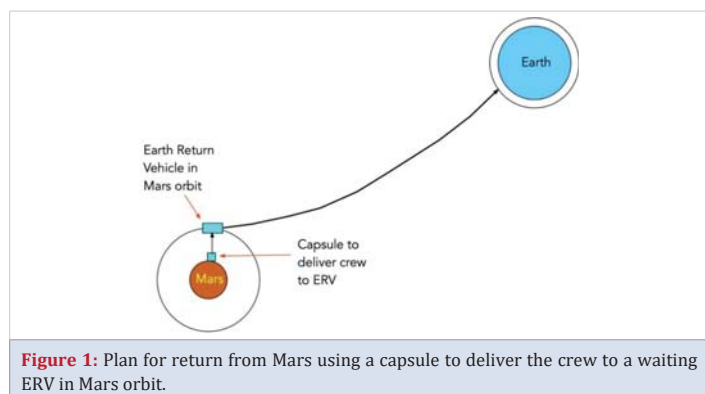 Earth
Earth Return
Vehicle in
Mars orbit
Capsule to
deliver crew
to ERV
Mars
Figure 1: Plan for return from Mars using a capsule to deliver the crew to a waiting
ERV in Mars orbit.